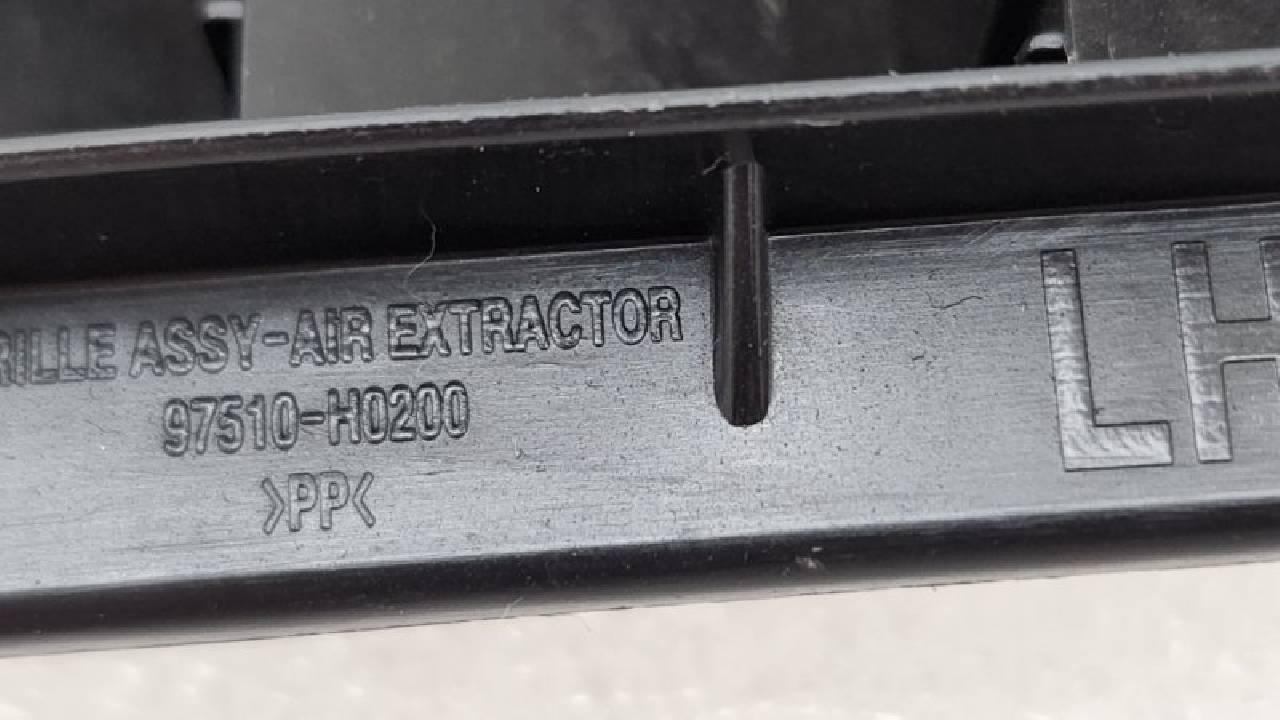 RILLE ASSY-AIR EXTRACTOR
97510-H0200
>PP<
LH